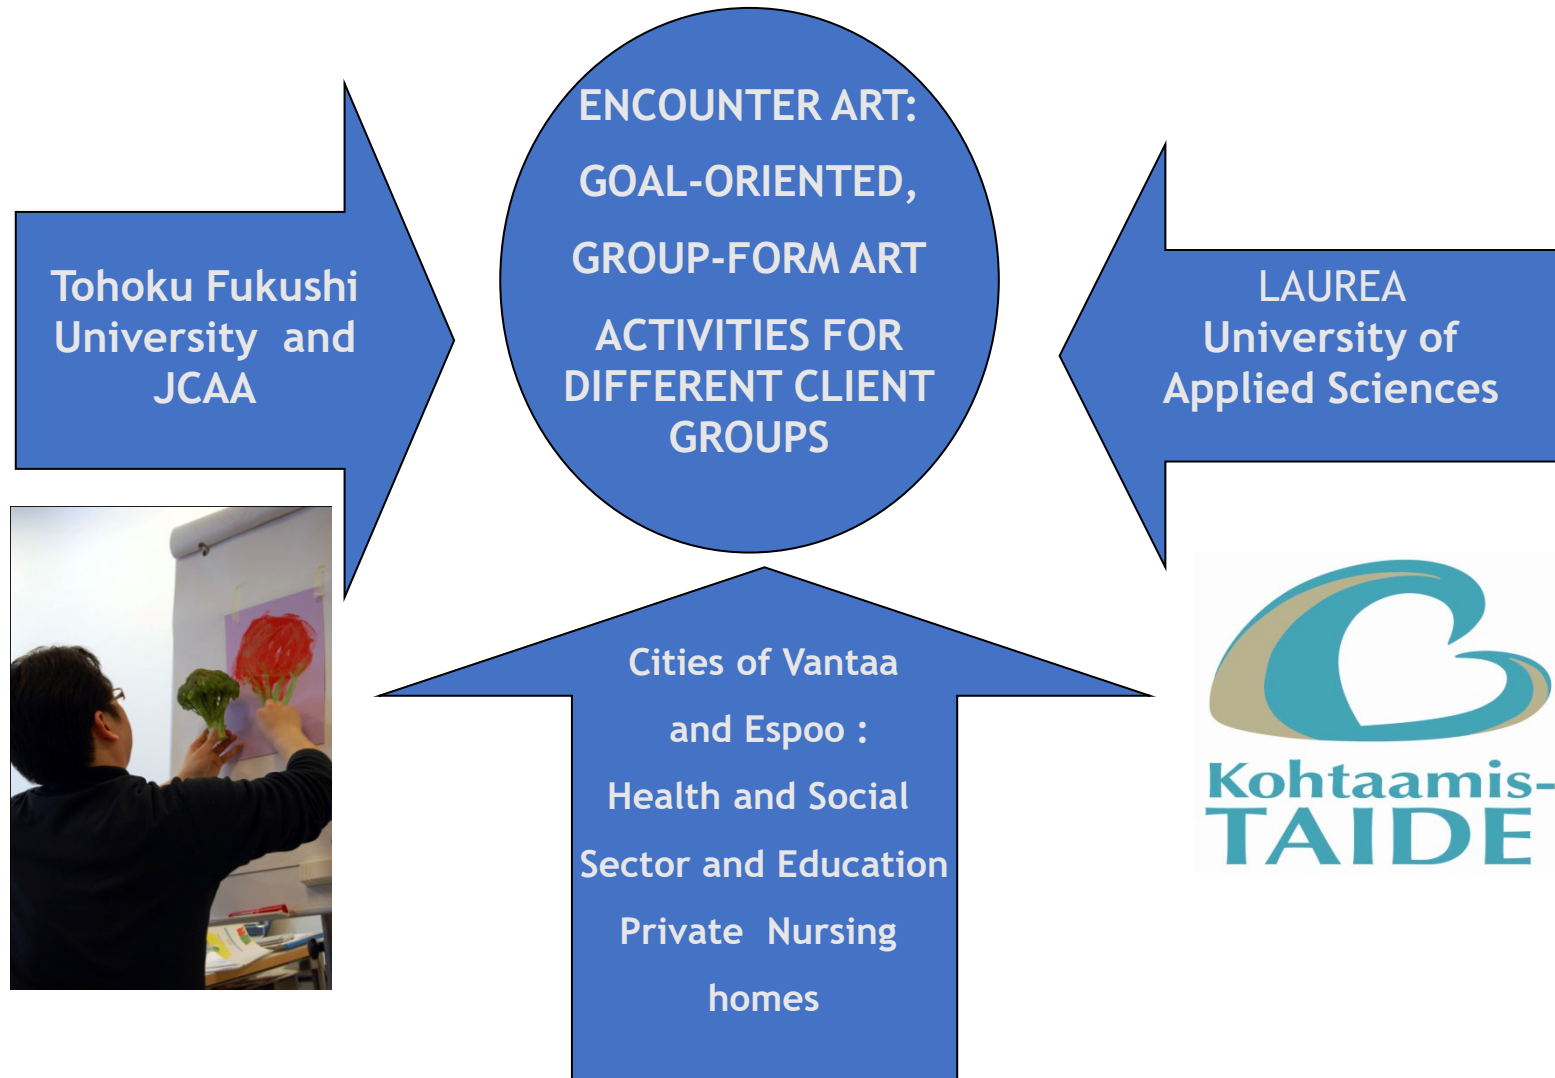 ENCOUNTER ART:
GOAL-ORIENTED,
GROUP-FORM ART
ACTIVITIES FOR
DIFFERENT CLIENT
GROUPS
Tohoku Fukushi
University and
JCAA
LAUREA
University of
Applied Sciences
Cities of Vantaa
and Espoo :
Health and Social
Sector and Education
Private Nursing
homes
Kohtaamis-
TAIDE